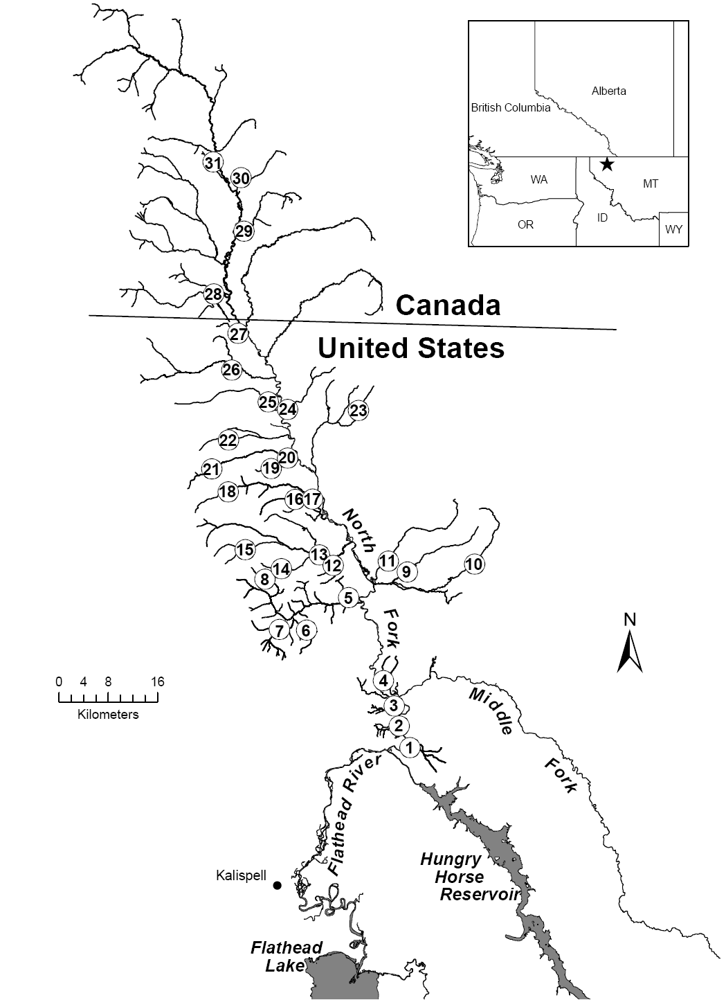 British Columbia
Alberta
WA
MT
OR
ID
WY
31
30
29
28
Canada
27
United States
26
25
24
23
22
20
21
19
18
16
17
North
15
13
11
10
12
9
14
8
5
Fork
7
6
N
4
0 4 8 16
Kilometers
3
Middle
Fork
2
1
Flathead River
Kalispell
Hungry
Horse
Reservoir
Flathead
Lake